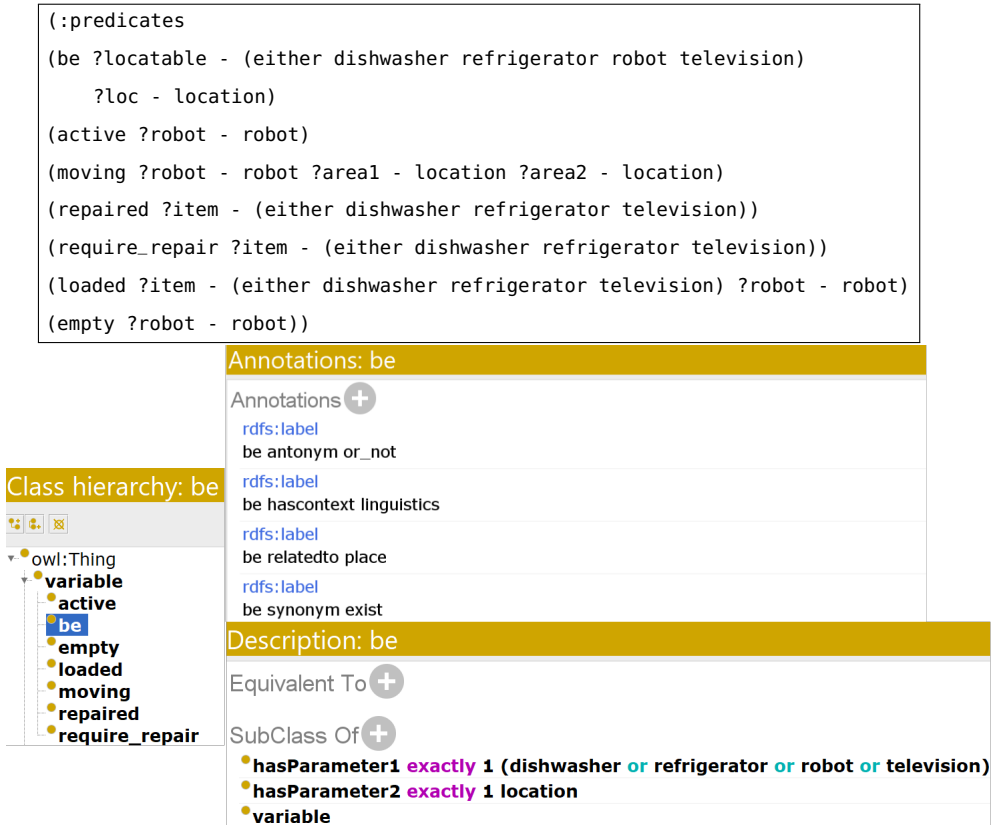 (:predicates
(be ?locatable - (either dishwasher refrigerator robot television)
?loc - location)
(active ?robot - robot)
(moving ?robot - robot ?area1 - location ?area2 - location)
(repaired ?item - (either dishwasher refrigerator television))
(require_repair ?item - (either dishwasher refrigerator television))
(loaded ?item - (either dishwasher refrigerator television) ?robot - robot)
(empty ?robot - robot))
Annotations: be
Annotations
rdfs:label
be antonym or_not
rdfs:label
be hascontext linguistics
rdfs:label
be relatedto place
rdfs:label
be synonym exist
Class hierarchy: be
owl:Thing
variable
active
be
empty
loaded
moving
repaired
require_repair
Description: be
Equivalent To
SubClass Of
hasParameter1 exactly 1 (dishwasher or refrigerator or robot or television)
hasParameter2 exactly 1 location
variable